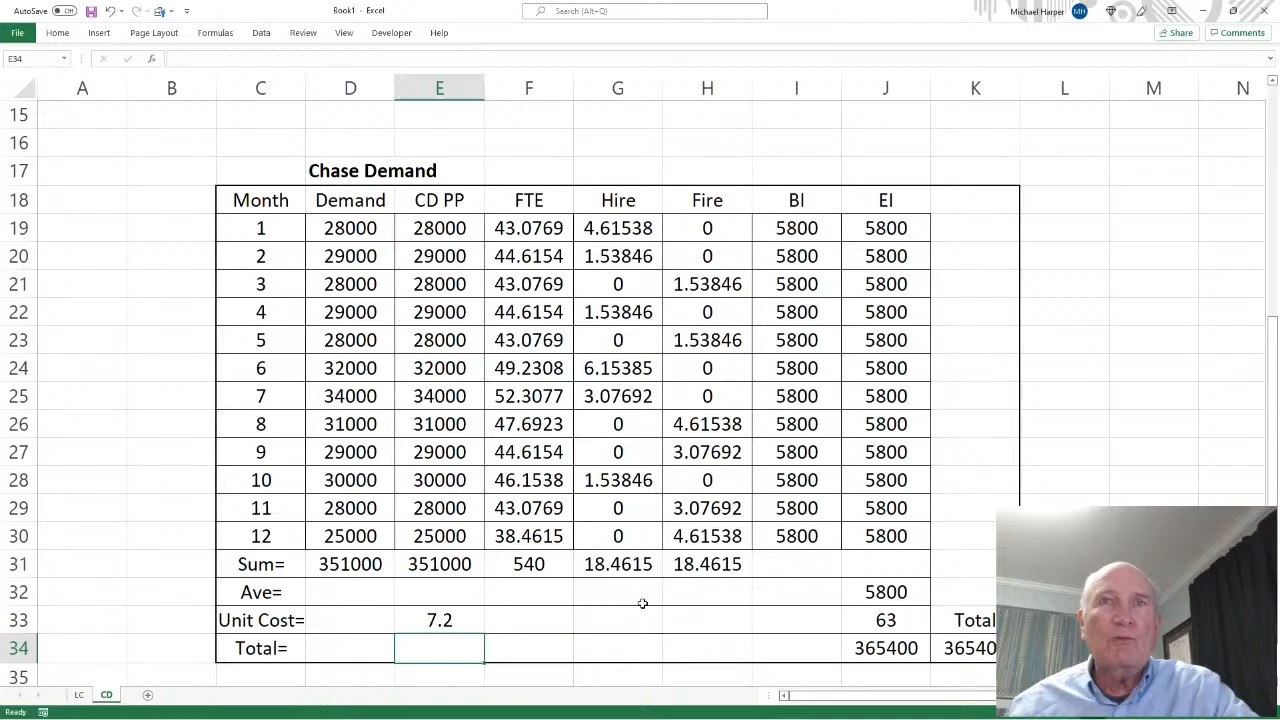 AutoSave Off Book1 - Excel Search (Alt+Q) Michael Harper MH
File Home Insert Page Layout Formulas Data Review View Developer Help Share Comments
E34 fx
A B C D E F G H I J K L M N
15
16
17 Chase Demand
18 Month Demand CD PP FTE Hire Fire BI EI
19 1 28000 28000 43.0769 4.61538 0 5800 5800
20 2 29000 29000 44.6154 1.53846 0 5800 5800
21 3 28000 28000 43.0769 0 1.53846 5800 5800
22 4 29000 29000 44.6154 1.53846 0 5800 5800
23 5 28000 28000 43.0769 0 1.53846 5800 5800
24 6 32000 32000 49.2308 6.15385 0 5800 5800
25 7 34000 34000 52.3077 3.07692 0 5800 5800
26 8 31000 31000 47.6923 0 4.61538 5800 5800
27 9 29000 29000 44.6154 0 3.07692 5800 5800
28 10 30000 30000 46.1538 1.53846 0 5800 5800
29 11 28000 28000 43.0769 0 3.07692 5800 5800
30 12 25000 25000 38.4615 0 4.61538 5800 5800
31 Sum= 351000 351000 540 18.4615 18.4615
32 Ave= 5800
33 Unit Cost= 7.2 63 Total
34 Total= 365400 36540
35
LC CD
Ready